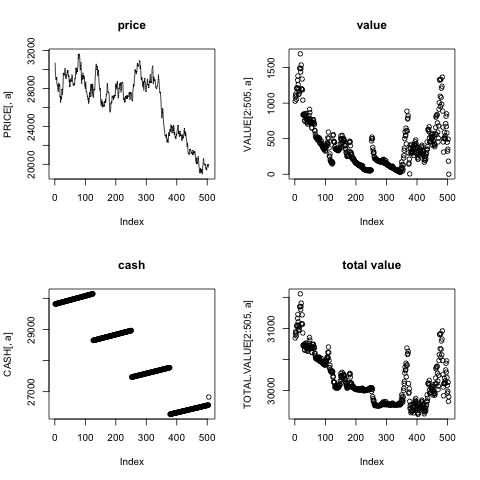 price
PRICE[, a]
20000 24000 28000 32000
0 100 200 300 400 500
Index
value
VALUE[2:505, a]
0 500 1000 1500
0 100 200 300 400 500
Index
cash
CASH[, a]
27000 29000
0 100 200 300 400 500
Index
total value
TOTAL.VALUE[2:505, a]
30000 31000
0 100 200 300 400 500
Index